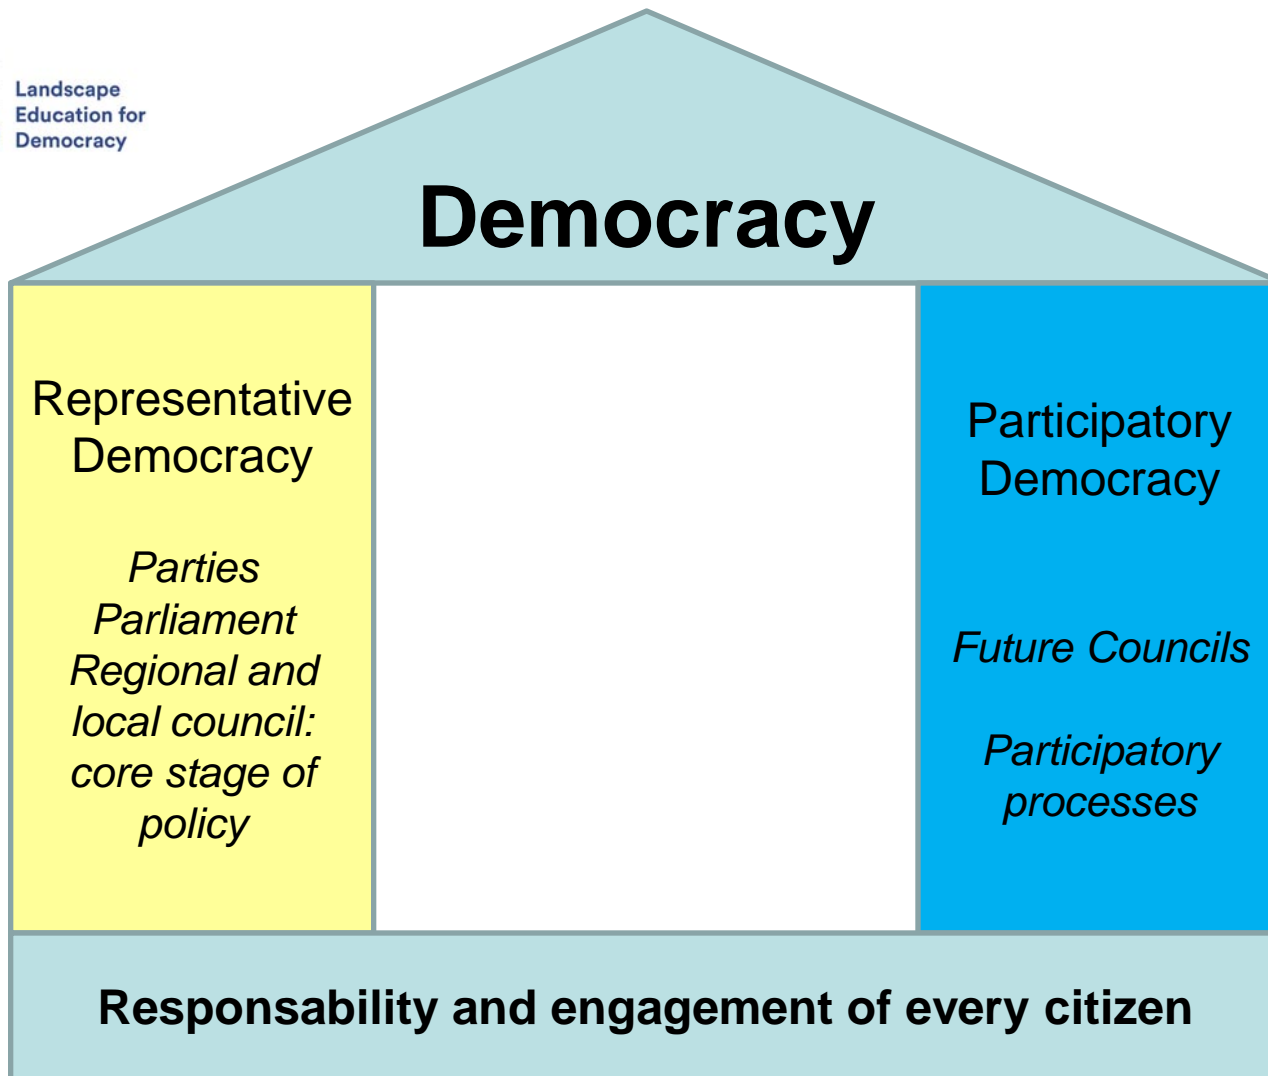 Landscape
Education for
Democracy
Democracy
Representative
Democracy
Parties
Parliament
Regional and
local council:
core stage of
policy
Participatory
Democracy
Future Councils
Participatory
processes
Responsability and engagement of every citizen